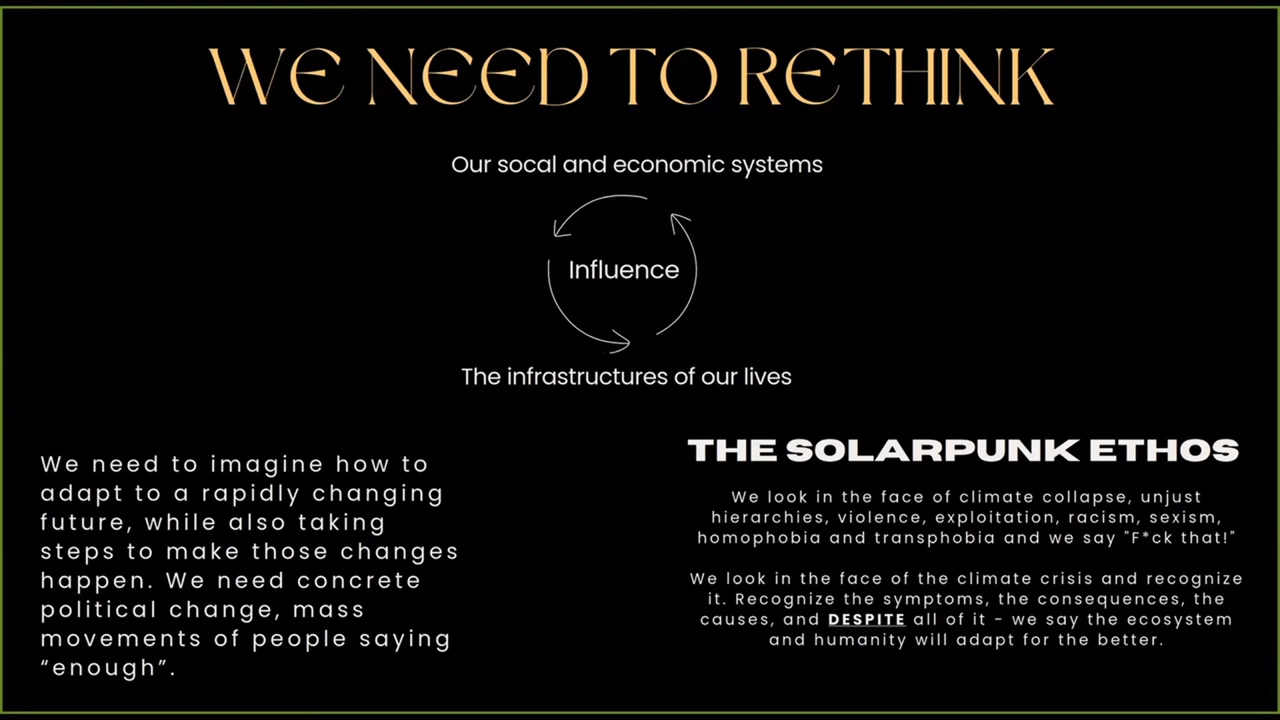 WE NEED TO RETHINK
Our socal and economic systems
Influence
The infrastructures of our lives
We need to imagine how to
adapt to a rapidly changing
future, while also taking
steps to make those changes
happen. We need concrete
political change, mass
movements of people saying
“enough”.
THE SOLARPUNK ETHOS
We look in the face of climate collapse, unjust
hierarchies, violence, exploitation, racism, sexism,
homophobia and transphobia and we say "F*ck that!"
We look in the face of the climate crisis and recognize
it. Recognize the symptoms, the consequences, the
causes, and DESPITE all of it - we say the ecosystem
and humanity will adapt for the better.